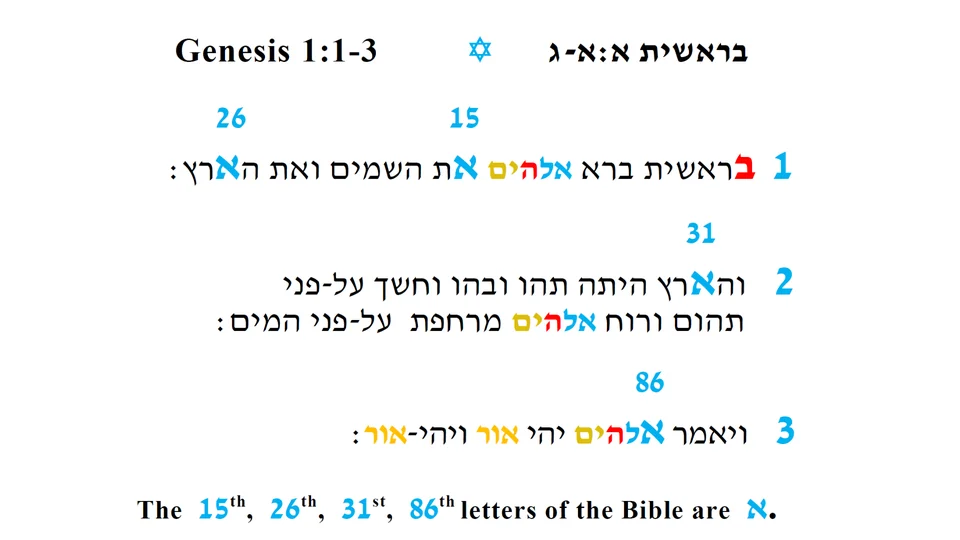 Genesis 1:1-3 ✡ בראשית א:א-ג
26 15
1 בראשית ברא אלהים את השמים ואת הארץ:
31
2 והארץ היתה תהו ובהו וחשך על-פני
תהום ורוח אלהים מרחפת על-פני המים:
86
3 ויאמר אלהים יהי אור ויהי-אור:
The 15th, 26th, 31st, 86th letters of the Bible are א.